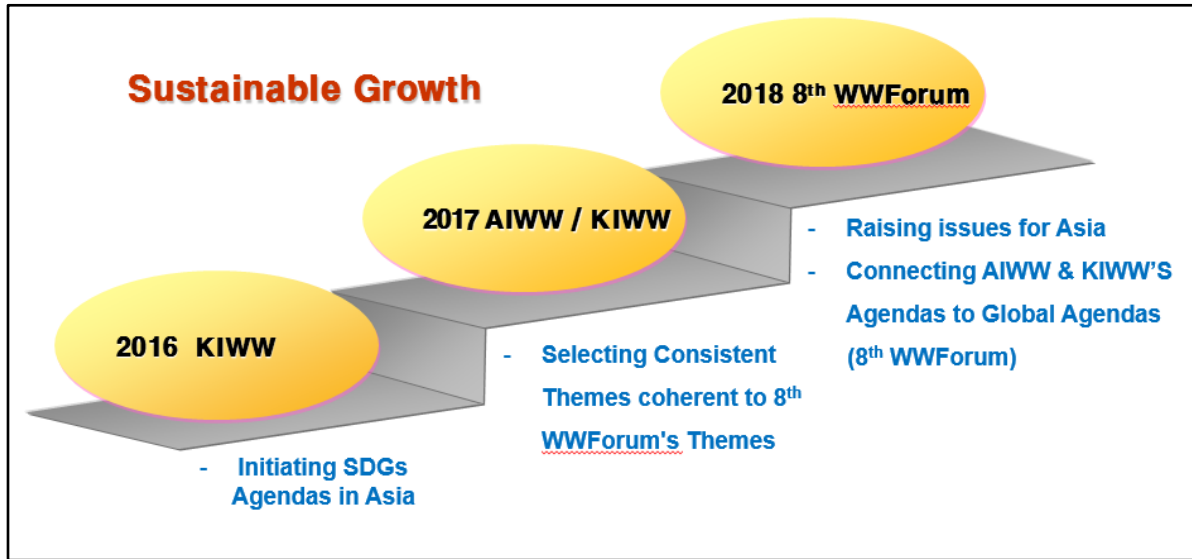 Sustainable Growth
2018 8th WWForum
2017 AIWW / KIWW
2016 KIWW
- Initiating SDGs
Agendas in Asia
- Selecting Consistent
Themes coherent to 8th
WWForum's Themes
- Raising issues for Asia
- Connecting AIWW & KIWW'S
Agendas to Global Agendas
(8th WWForum)